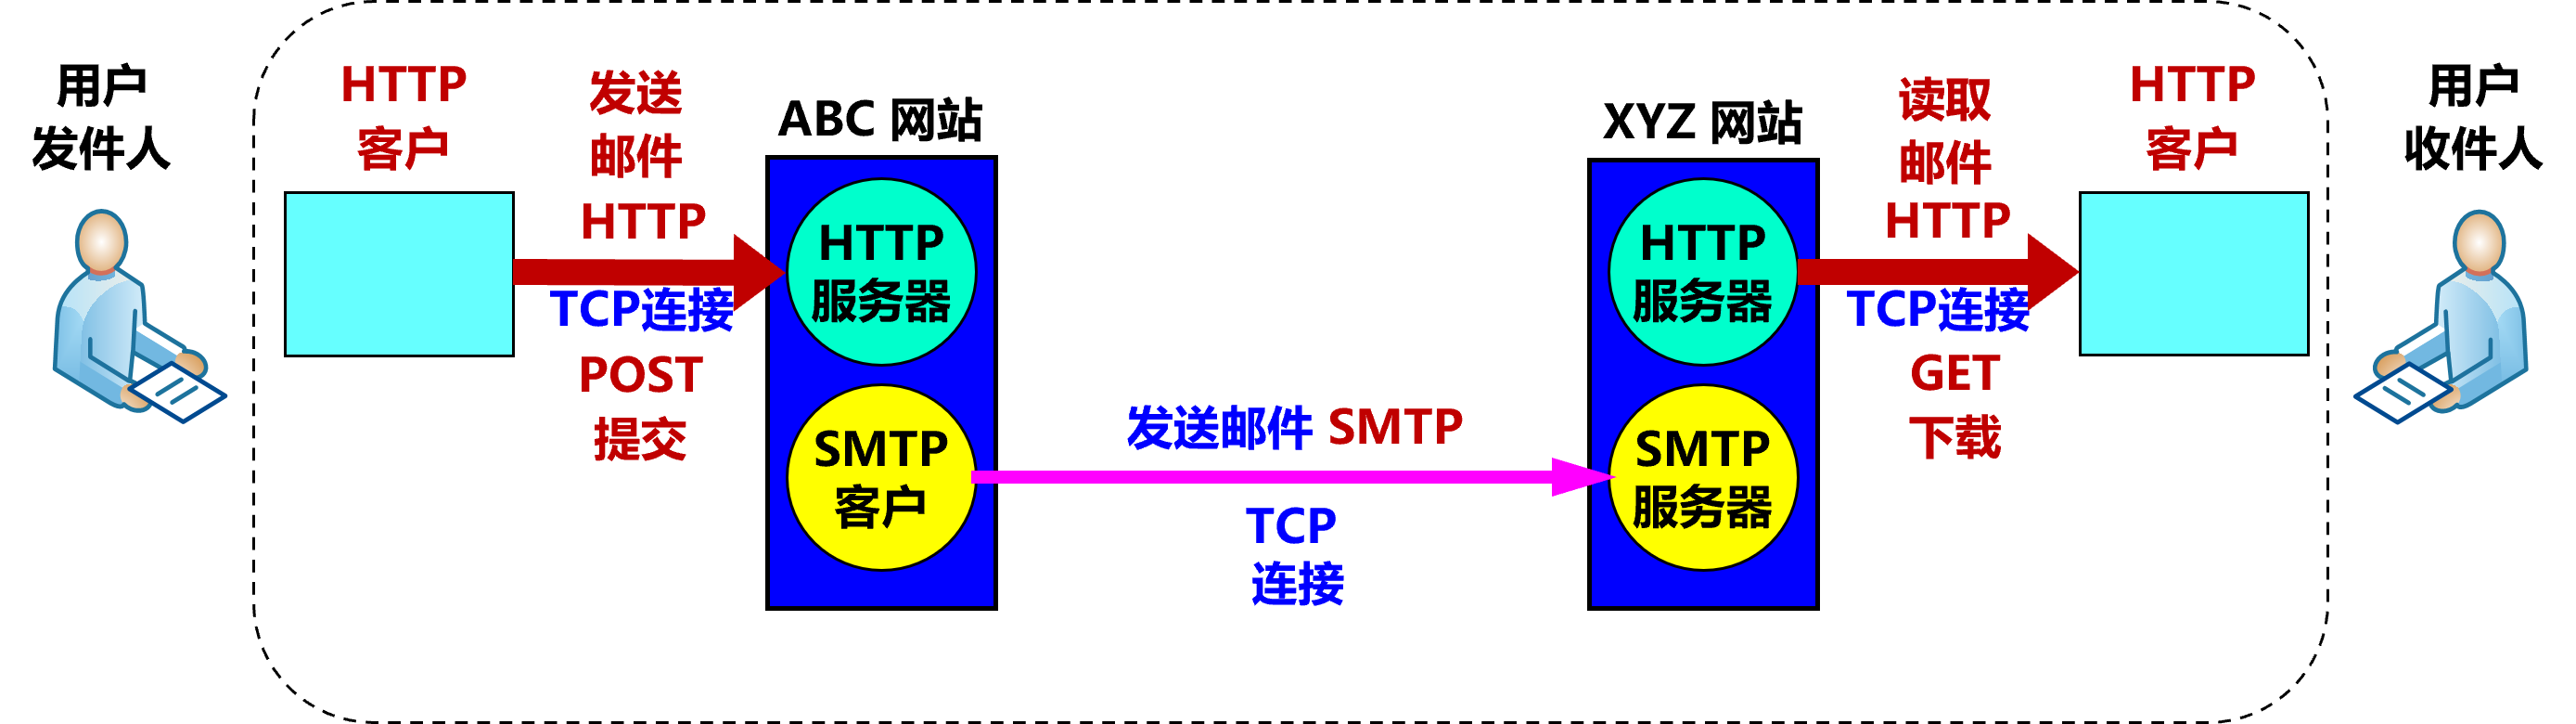 用户
发件人
HTTP
客户
发送
邮件
HTTP
TCP连接
POST
提交
ABC 网站
HTTP
服务器
SMTP
客户
发送邮件 SMTP
TCP
连接
XYZ 网站
HTTP
服务器
SMTP
服务器
读取
邮件
HTTP
TCP连接
GET
下载
HTTP
客户
用户
收件人